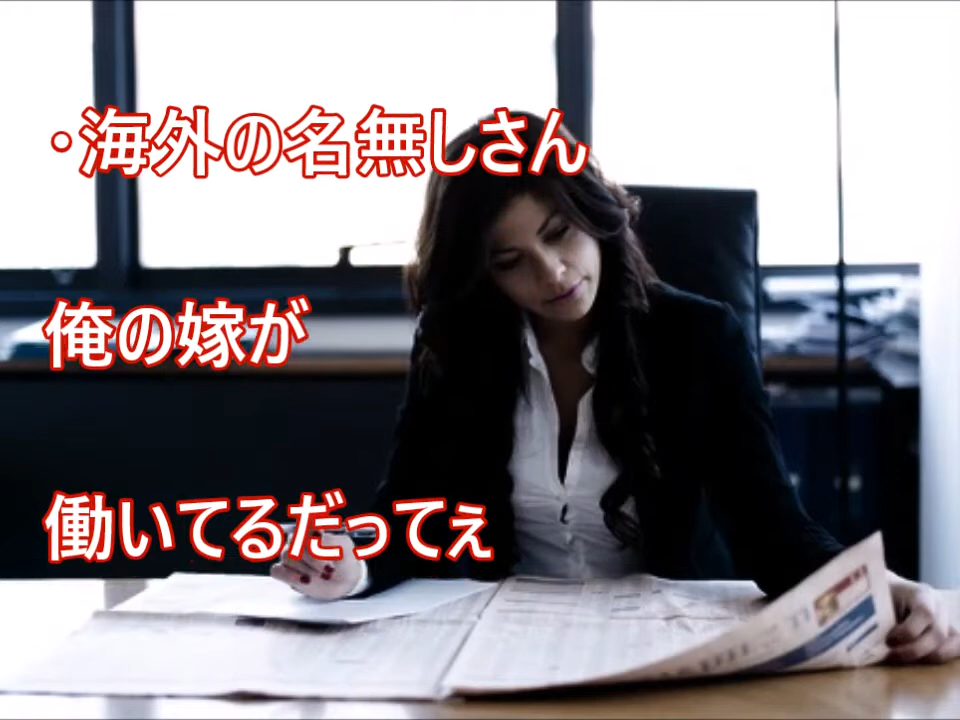 ・海外の名無しさん
俺の嫁が
働いてるだってぇ